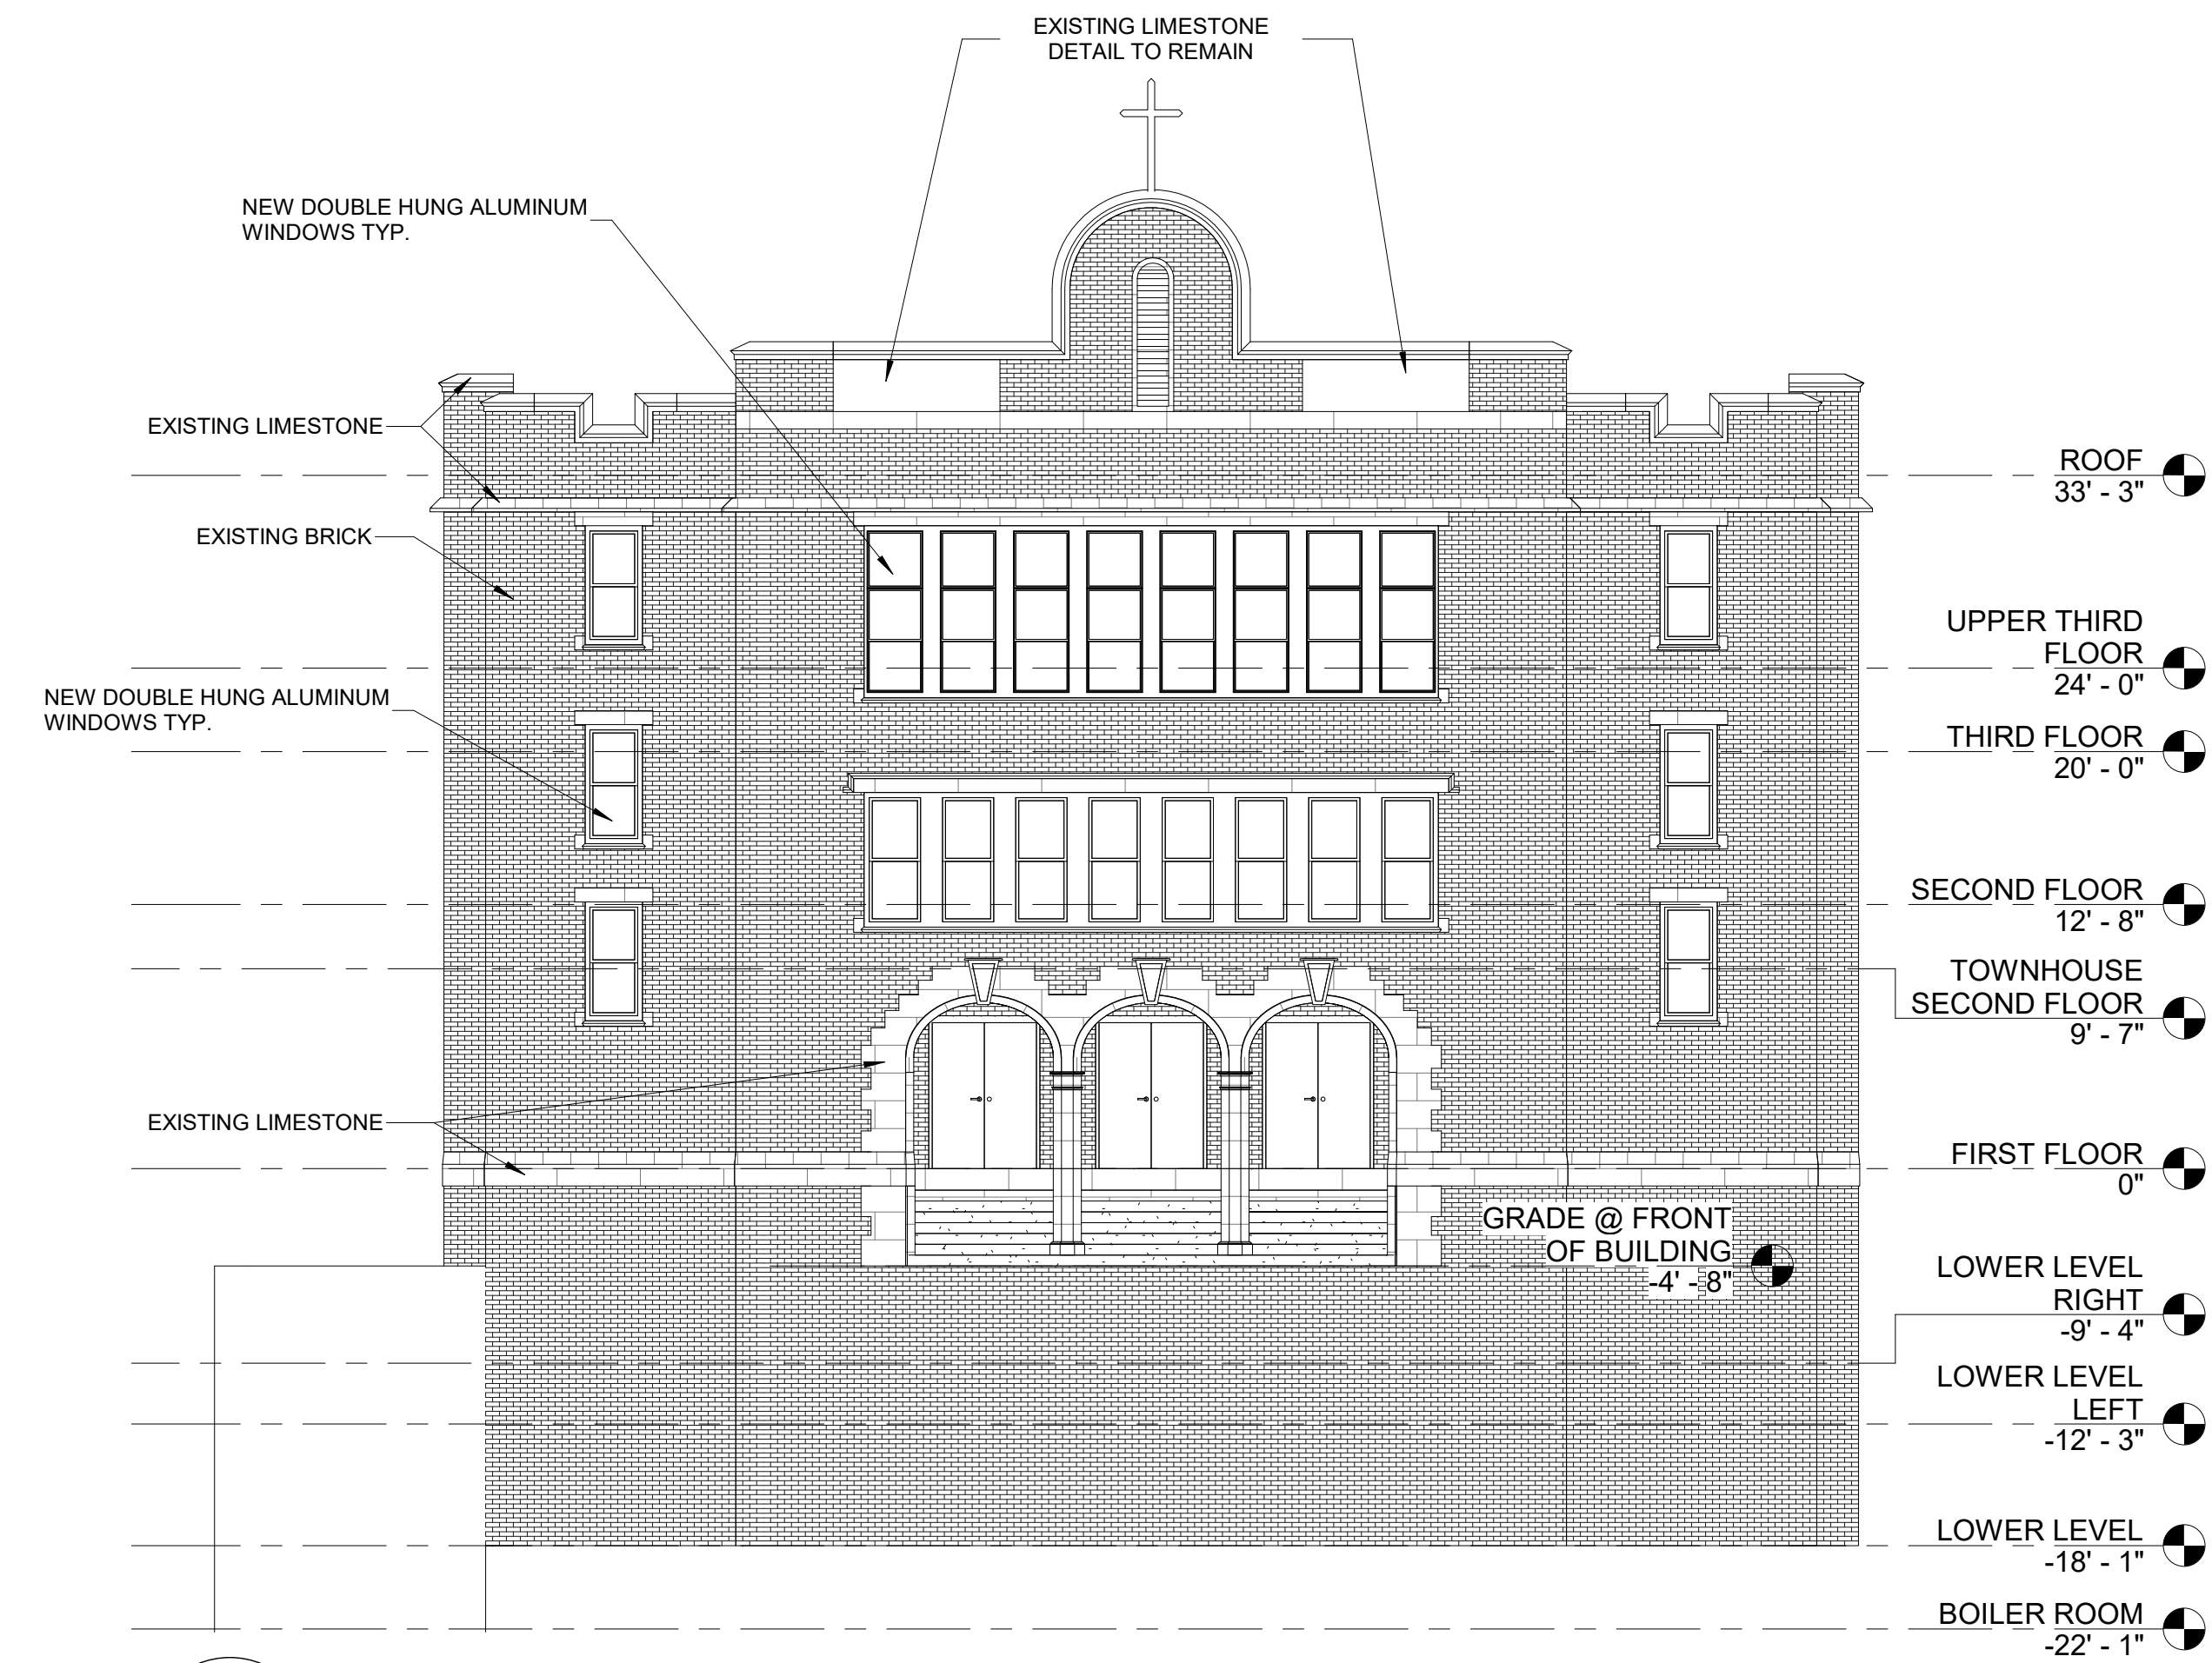 EXISTING LIMESTONE
DETAIL TO REMAIN
NEW DOUBLE HUNG ALUMINUM
WINDOWS TYP.
EXISTING LIMESTONE
ROOF
33' - 3"
EXISTING BRICK
UPPER THIRD
FLOOR
24' - 0"
NEW DOUBLE HUNG ALUMINUM
WINDOWS TYP.
THIRD FLOOR
20' - 0"
SECOND FLOOR
12' - 8"
TOWNHOUSE
SECOND FLOOR
9' - 7"
EXISTING LIMESTONE
FIRST FLOOR
0"
GRADE @ FRONT
OF BUILDING
-4' - 8"
LOWER LEVEL
RIGHT
-9' - 4"
LOWER LEVEL
LEFT
-12' - 3"
LOWER LEVEL
-18' - 1"
BOILER ROOM
-22' - 1"